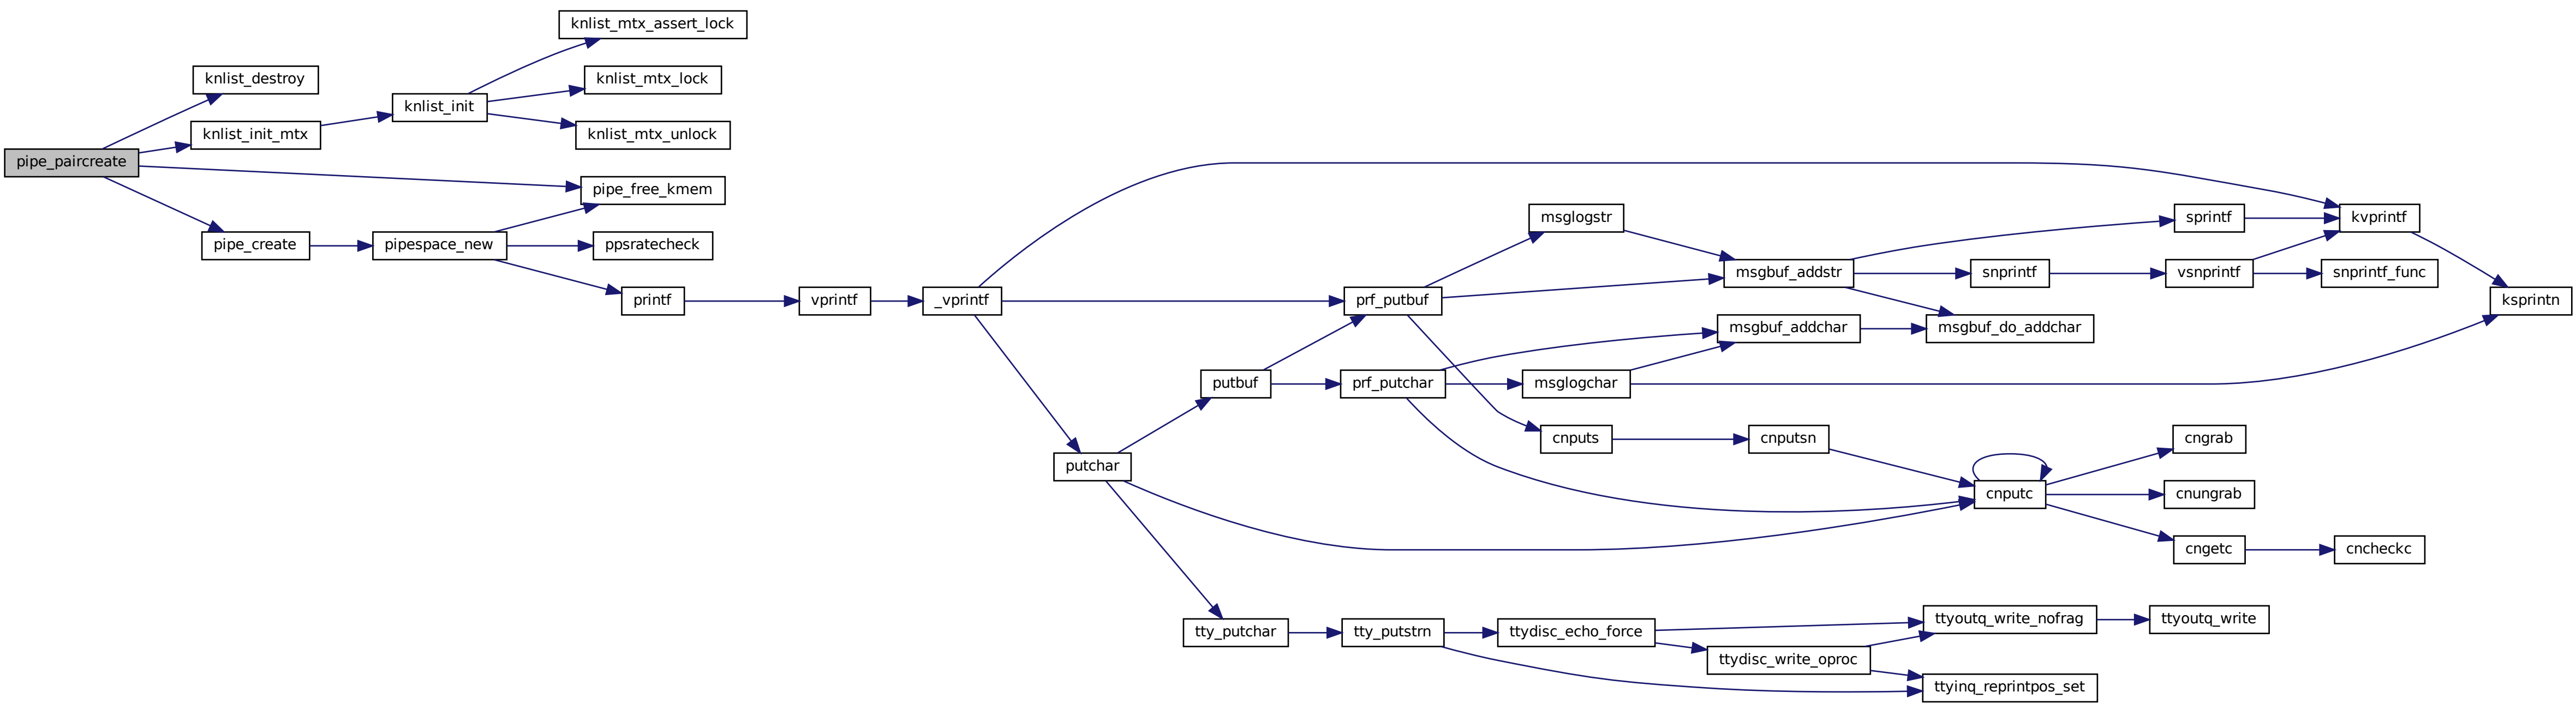 pipe_paircreate
knlist_destroy
knlist_init_mtx
pipe_create
knlist_init
pipespace_new
knlist_mtx_assert_lock
knlist_mtx_lock
knlist_mtx_unlock
pipe_free_kmem
ppsratecheck
printf
vprintf
_vprintf
putchar
putbuf
tty_putchar
prf_putbuf
prf_putchar
tty_putstrn
msglogstr
msglogchar
cnputs
ttydisc_echo_force
msgbuf_addstr
msgbuf_addchar
cnputsn
ttydisc_write_oproc
snprintf
msgbuf_do_addchar
cnputc
ttyoutq_write_nofrag
ttyinq_reprintpos_set
sprintf
vsnprintf
cngrab
cnungrab
cngetc
ttyoutq_write
kvprintf
snprintf_func
cncheckc
ksprintn